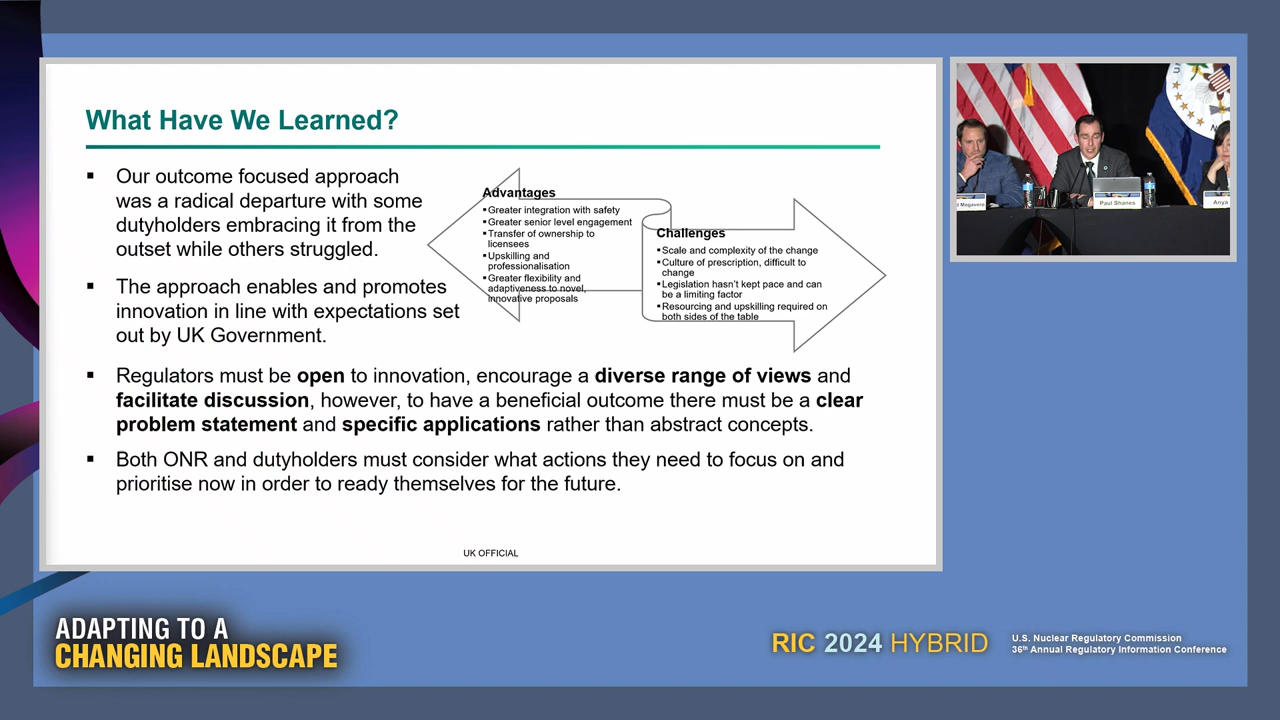 What Have We Learned?
▪ Our outcome focused approach
was a radical departure with some
dutyholders embracing it from the
outset while others struggled.
▪ The approach enables and promotes
innovation in line with expectations set
out by UK Government.
Advantages
▪Greater integration with safety
▪Greater senior level engagement
▪Transfer of ownership to
licensees
▪Upskilling and
professionalisation
▪Greater flexibility and
adaptiveness to novel,
innovative proposals
Challenges
▪Scale and complexity of the change
▪Culture of prescription, difficult to
change
▪Legislation hasn't kept pace and can
be a limiting factor
▪Resourcing and upskilling required on
both sides of the table
▪ Regulators must be open to innovation, encourage a diverse range of views and
facilitate discussion, however, to have a beneficial outcome there must be a clear
problem statement and specific applications rather than abstract concepts.
▪ Both ONR and dutyholders must consider what actions they need to focus on and
prioritise now in order to ready themselves for the future.
UK OFFICIAL
Megavero
Paul Shanes
Anya
ADAPTING TO A
CHANGING LANDSCAPE
RIC 2024 HYBRID
U.S. Nuclear Regulatory Commission
36th Annual Regulatory Information Conference